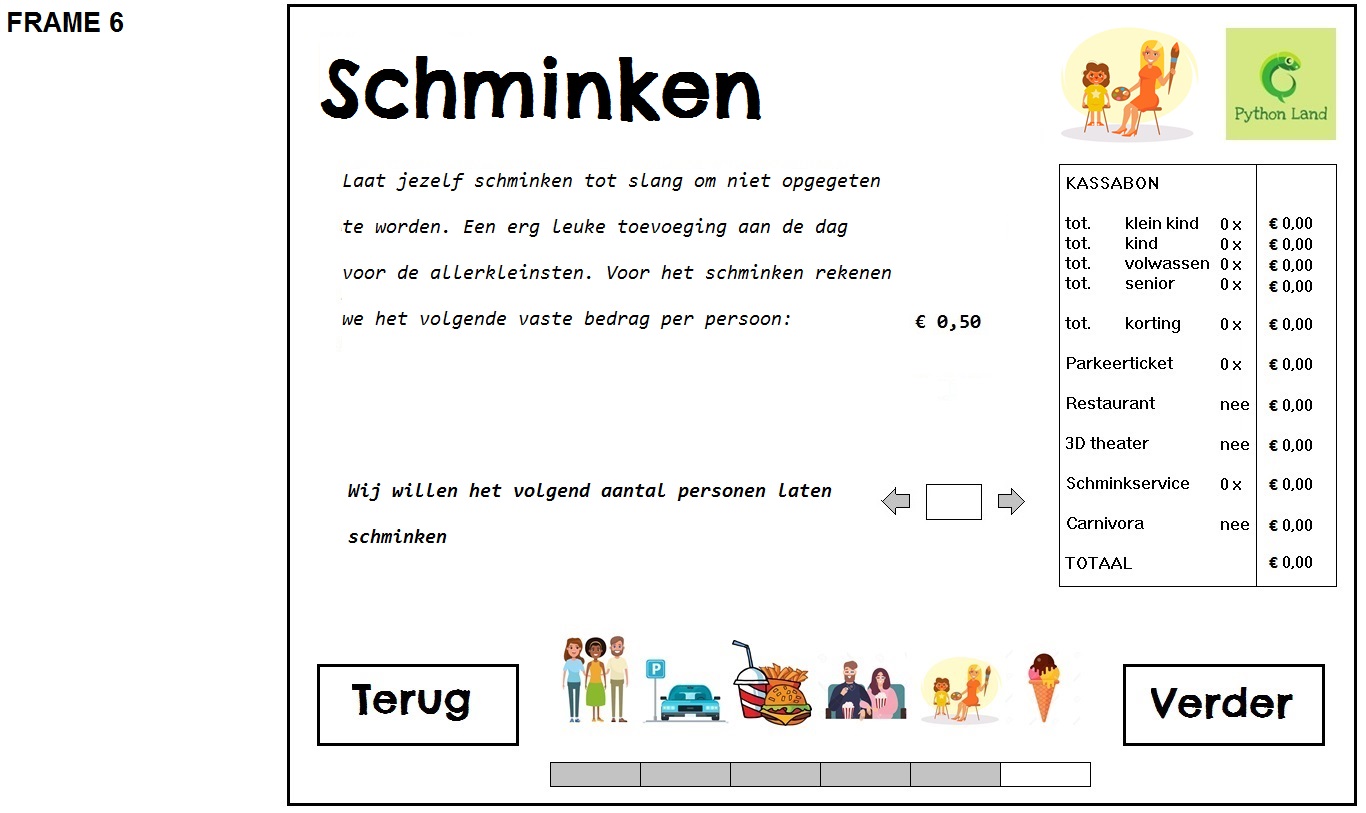 FRAME 6
Schminken
Python Land
Laat jezelf schminken tot slang om niet opgegeten
te worden. Een erg leuke toevoeging aan de dag
voor de allerkleinsten. Voor het schminken rekenen
we het volgende vaste bedrag per persoon: € 0,50
Wij willen het volgend aantal personen laten
schminken
KASSABON
tot. klein kind 0 x € 0,00
tot. kind 0 x € 0,00
tot. volwassen 0 x € 0,00
tot. senior 0 x € 0,00
tot. korting 0 x € 0,00
Parkeerticket 0 x € 0,00
Restaurant nee € 0,00
3D theater nee € 0,00
Schminkservice 0 x € 0,00
Carnivora nee € 0,00
TOTAAL € 0,00
Terug
P
Verder